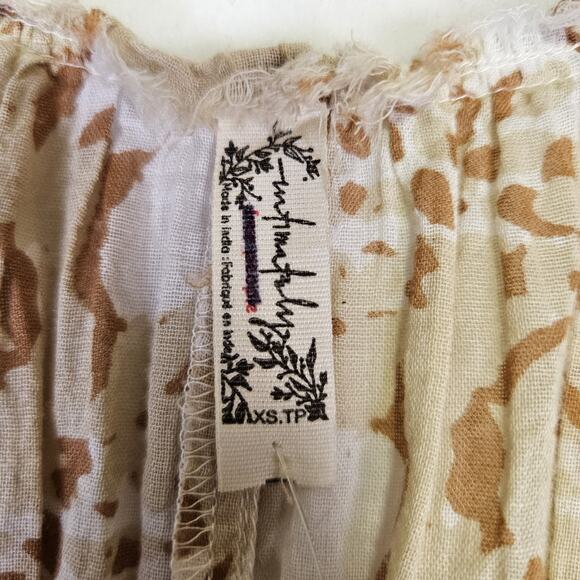 intimately
Made in India : Fabriqué en Inde
XS.TP